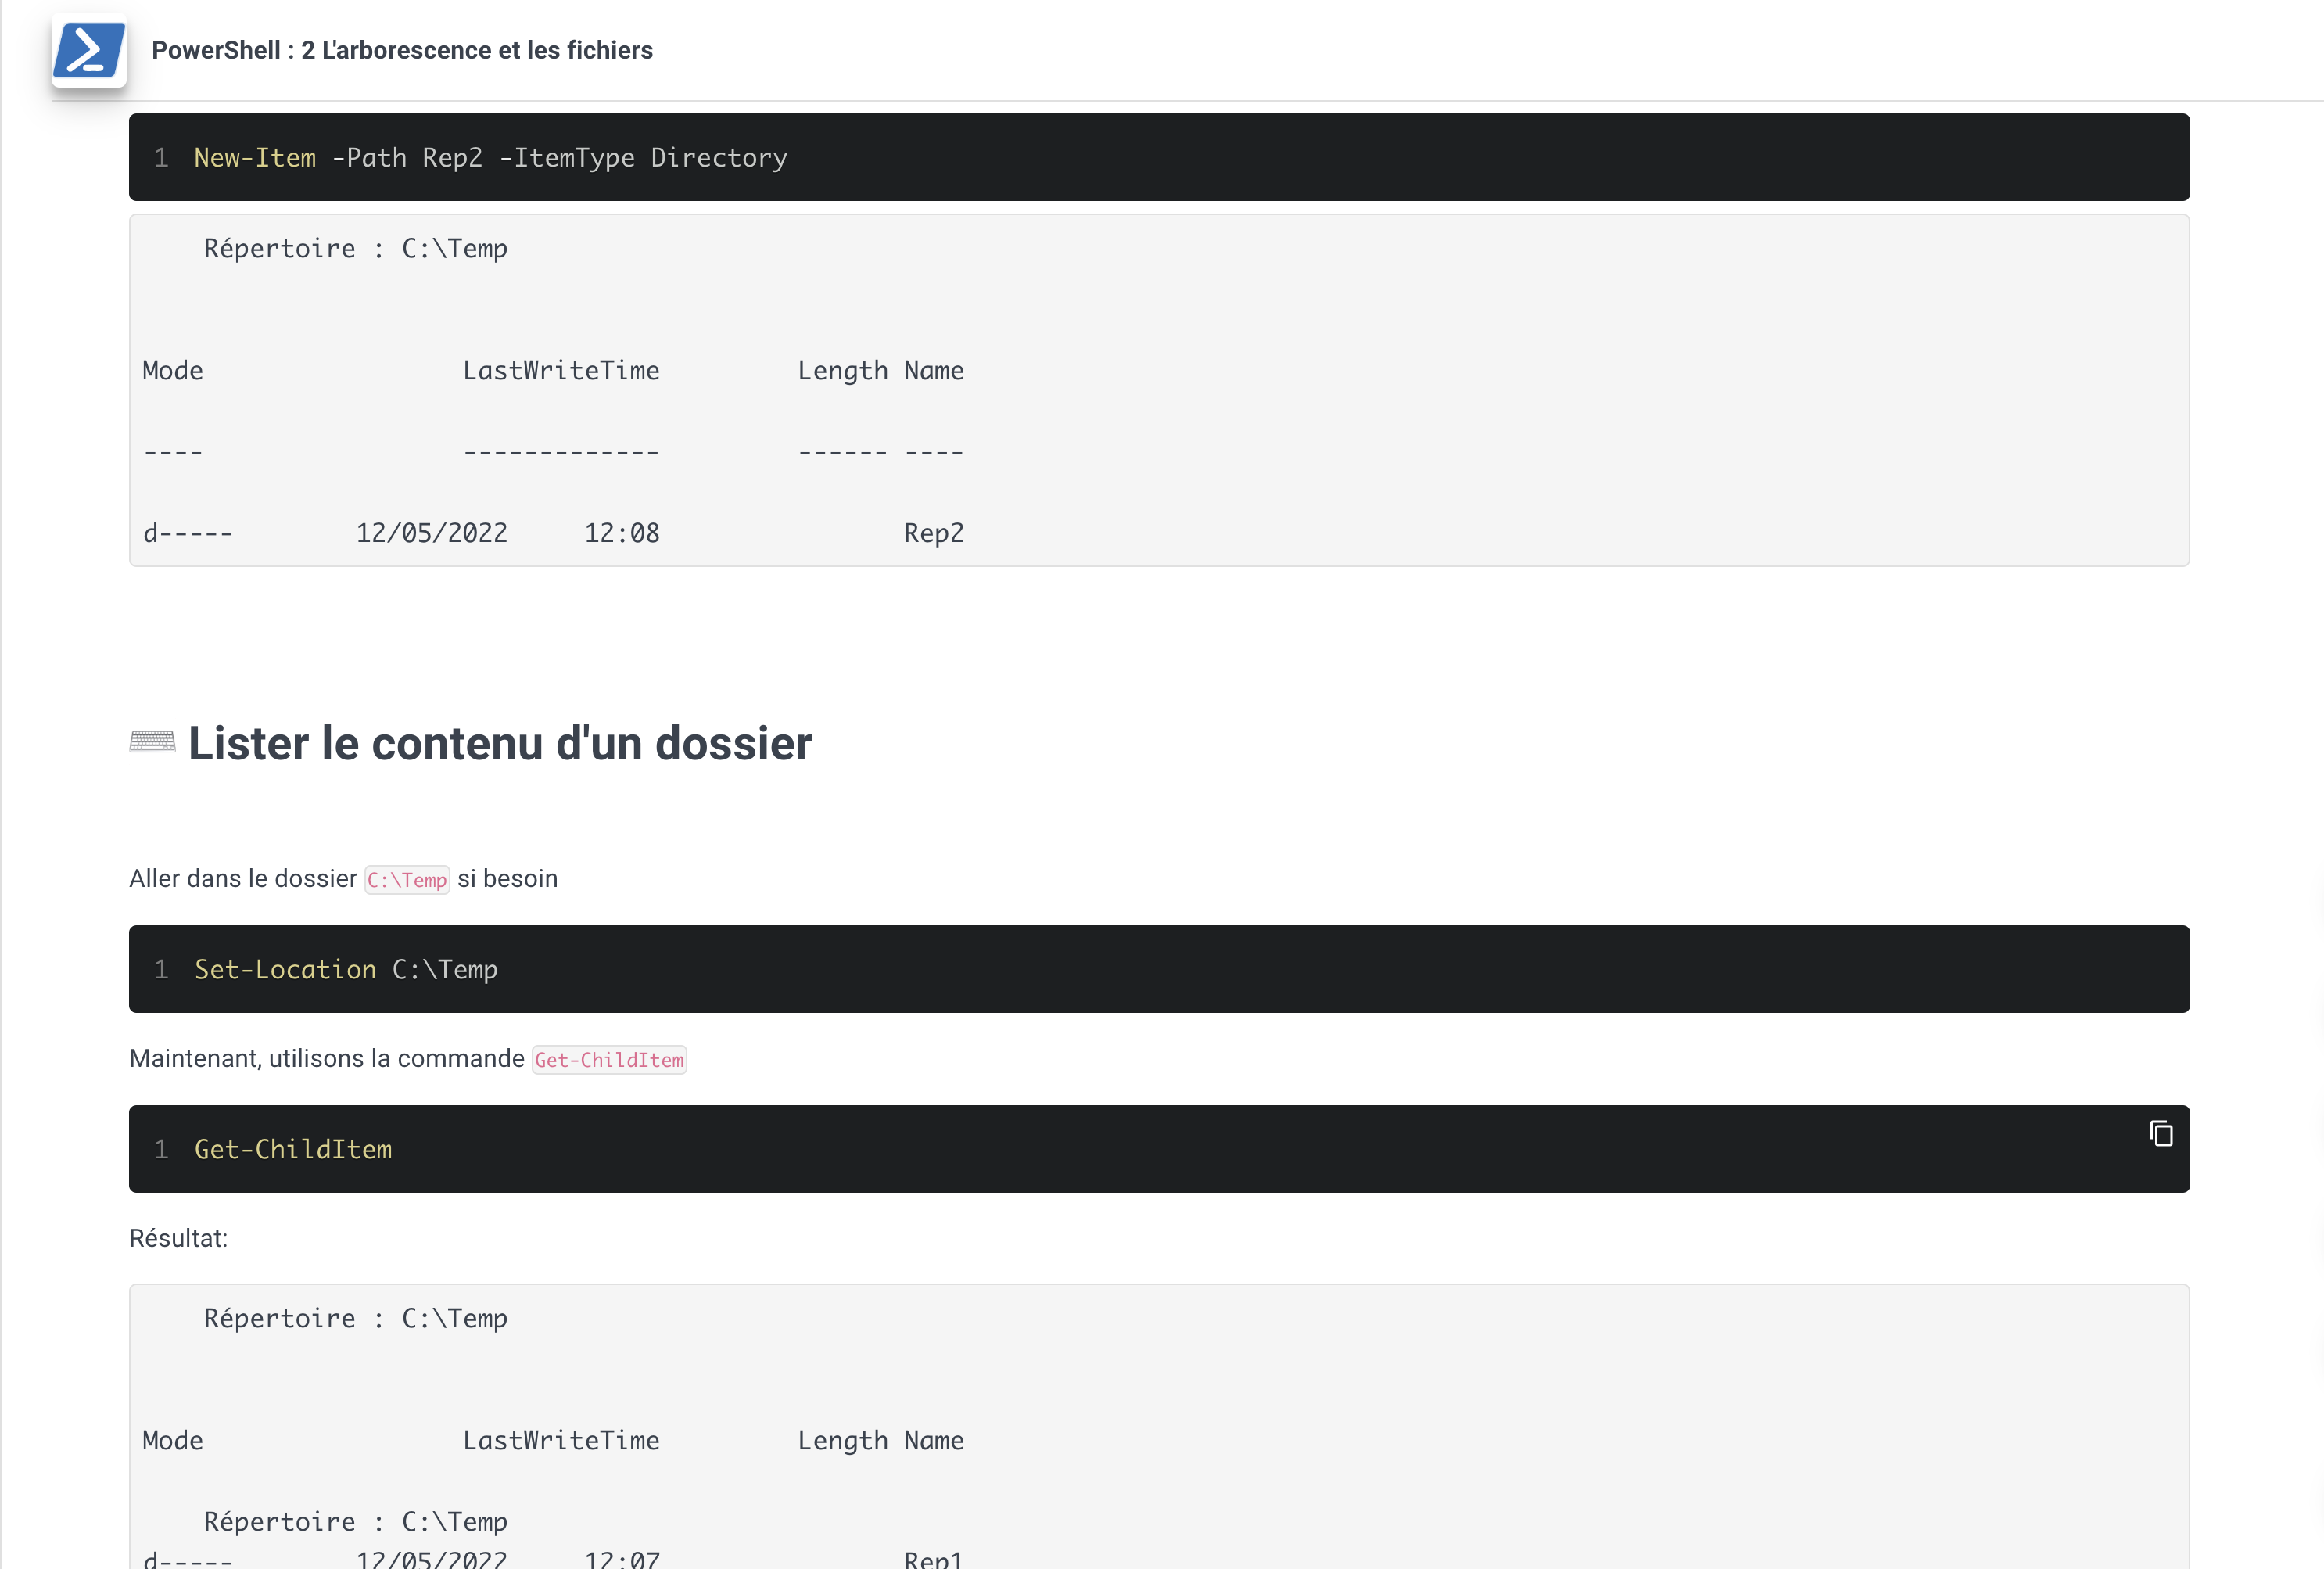 PowerShell : 2 L'arborescence et les fichiers
1 New-Item -Path Rep2 -ItemType Directory
Répertoire : C:\Temp
Mode LastWriteTime Length Name
---- ------------- ------ ----
d----- 12/05/2022 12:08 Rep2
Lister le contenu d'un dossier
Aller dans le dossier C:\Temp si besoin
1 Set-Location C:\Temp
Maintenant, utilisons la commande Get-ChildItem
1 Get-ChildItem
Résultat:
Répertoire : C:\Temp
Mode LastWriteTime Length Name
Répertoire : C:\Temp
d----- 12/05/2022 12:07 Rep1